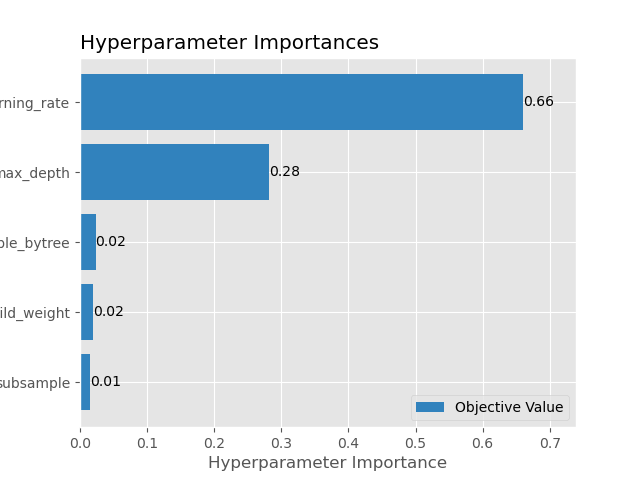 Hyperparameter Importances
rning_rate
0.66
max_depth
0.28
ple_bytree
0.02
ild_weight
0.02
subsample
0.01
Objective Value
0.0 0.1 0.2 0.3 0.4 0.5 0.6 0.7
Hyperparameter Importance